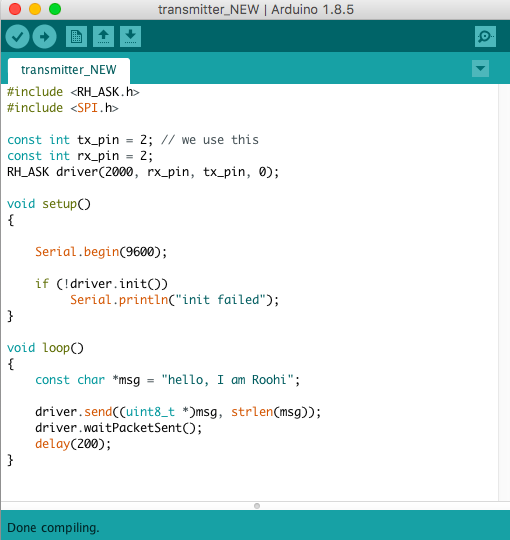 transmitter_NEW | Arduino 1.8.5
transmitter_NEW
#include <RH_ASK.h>
#include <SPI.h>
const int tx_pin = 2; // we use this
const int rx_pin = 2;
RH_ASK driver(2000, rx_pin, tx_pin, 0);
void setup()
{
Serial.begin(9600);
if (!driver.init())
Serial.println("init failed");
}
void loop()
{
const char *msg = "hello, I am Roohi";
driver.send((uint8_t *)msg, strlen(msg));
driver.waitPacketSent();
delay(200);
}
Done compiling.